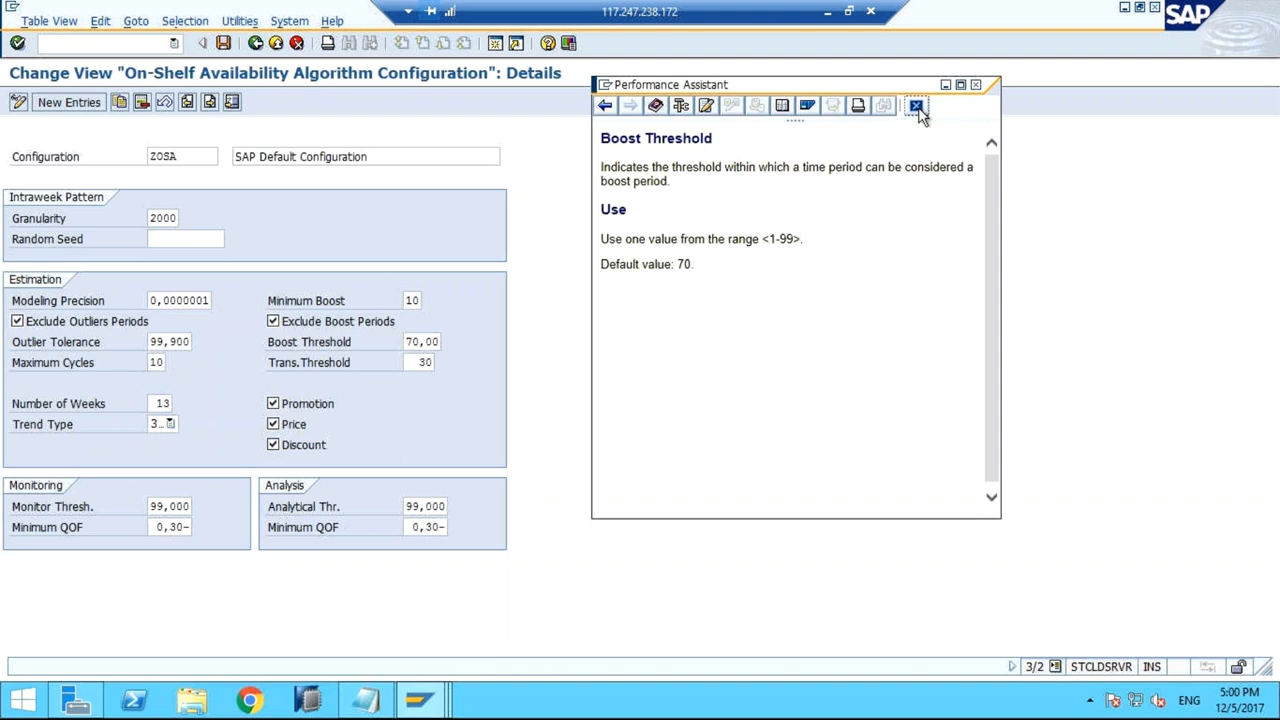 117.247.238.172
Table View Edit Goto Selection Utilities System Help
SAP
Change View "On-Shelf Availability Algorithm Configuration": Details
New Entries
Configuration ZOSA SAP Default Configuration
Intraweek Pattern
Granularity 2000
Random Seed
Estimation
Modeling Precision 0,0000001 Minimum Boost 10
Exclude Outliers Periods Exclude Boost Periods
Outlier Tolerance 99,900 Boost Threshold 70,00
Maximum Cycles 10 Trans.Threshold 30
Number of Weeks 13 Promotion
Trend Type 3… Price
Discount
Monitoring
Monitor Thresh. 99,000
Minimum QOF 0,30-
Analysis
Analytical Thr. 99,000
Minimum QOF 0,30-
Performance Assistant
Boost Threshold
Indicates the threshold within which a time period can be considered a
boost period.
Use
Use one value from the range <1-99>.
Default value: 70.
3/2 STCLDSRVR INS
ENG
5:00 PM
12/5/2017